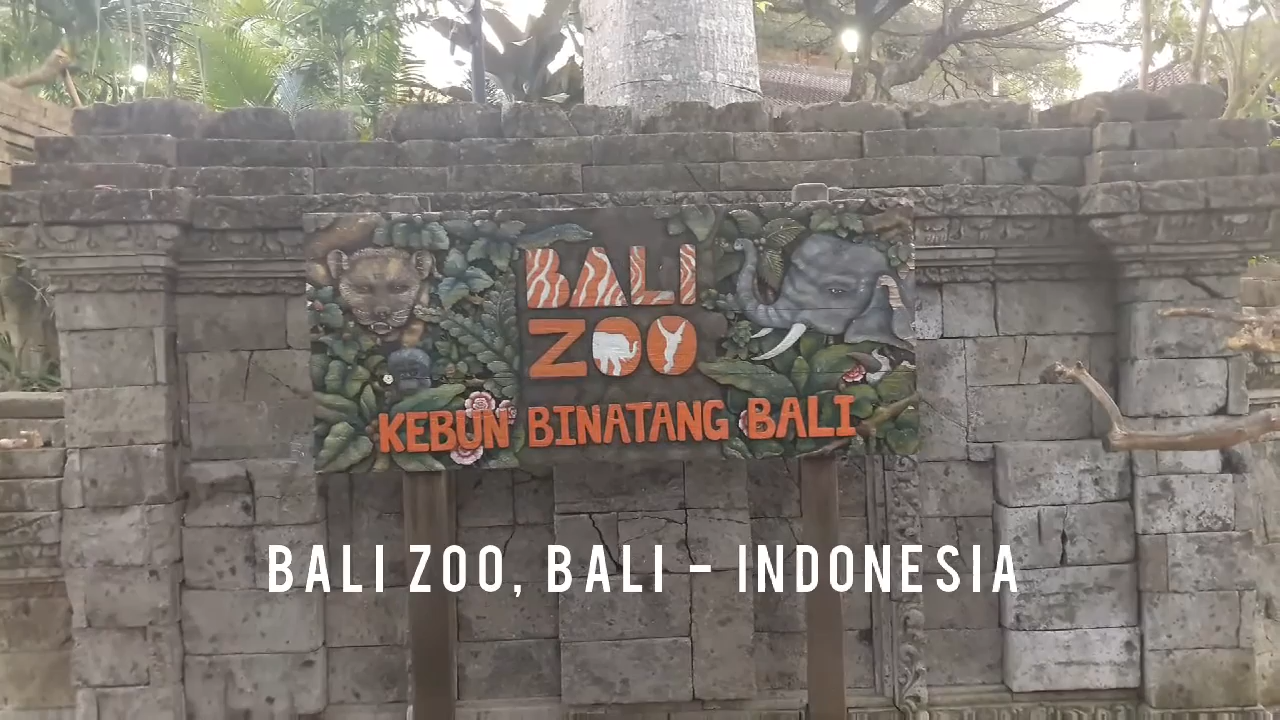 BALI
ZOO
KEBUN BINATANG BALI
BALI ZOO, BALI - INDONESIA